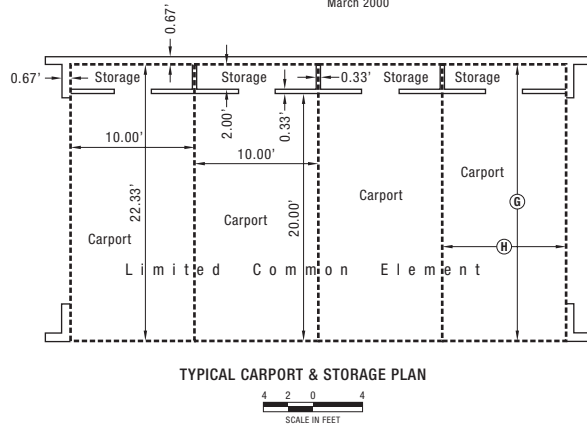 March 2000
0.67'
0.67'
Storage
Storage
0.33'
Storage
Storage
2.00'
0.33'
10.00'
10.00'
22.33'
20.00'
Carport
Carport
Carport
Carport
G
H
Limited Common Element
TYPICAL CARPORT & STORAGE PLAN
4 2 0 4
SCALE IN FEET